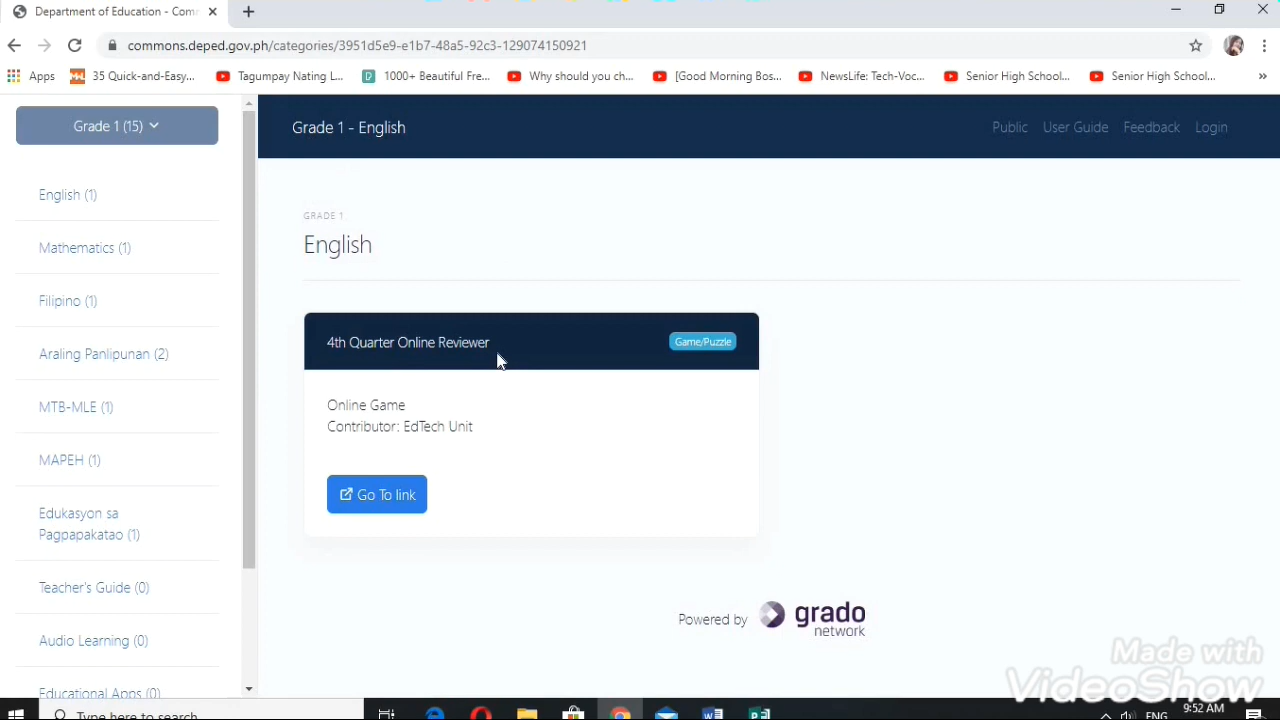 Department of Education - Com
commons.deped.gov.ph/categories/3951d5e9-e1b7-48a5-92c3-129074150921
Apps
35 Quick-and-Easy...
Tagumpay Nating L...
1000+ Beautiful Fre...
Why should you ch...
[Good Morning Bos...
NewsLife: Tech-Voc...
Senior High School...
Senior High School...
»
Grade 1 (15)
Grade 1 - English
Public
User Guide
Feedback
Login
English (1)
Mathematics (1)
Filipino (1)
Araling Panlipunan (2)
MTB-MLE (1)
MAPEH (1)
Edukasyon sa
Pagpapakatao (1)
Teacher's Guide (0)
Audio Learning (0)
Educational Apps (0)
GRADE 1
English
4th Quarter Online Reviewer
Game/Puzzle
Online Game
Contributor: EdTech Unit
Go To link
Powered by
grado
network
Made with
VideoShow
Type here to search
ENG
9:52 AM